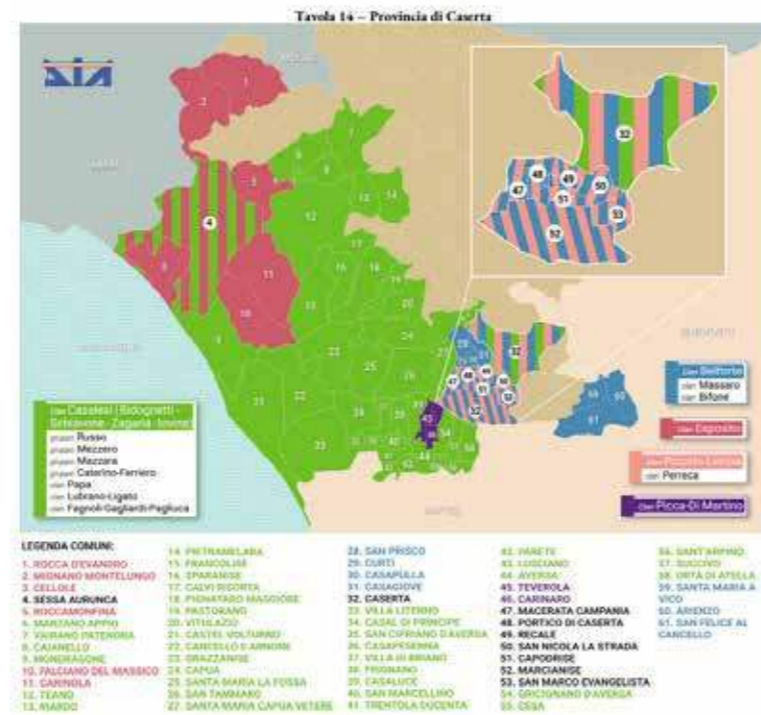 Tavola 14 – Provincia di Caserta
DIA
clan Casalesi (Bidognetti -
Schiavone - Zagaria - Iovine)
gruppo Russo
gruppo Mezzero
gruppo Mazzara
gruppo Caterino-Ferriero
clan Papa
clan Lubrano-Ligato
clan Fagnoli-Gagliardi-Pagliuca
clan Belforte
clan Massaro
clan Bifone
clan Esposito
clan Piccolo-Letizia
clan Perreca
clan Picca-Di Martino
LEGENDA COMUNI:
1. ROCCA D'EVANDRO
2. MIGNANO MONTELUNGO
3. CELLOLE
4. SESSA AURUNCA
5. ROCCAMONFINA
6. MARZANO APPIO
7. VAIRANO PATENORA
8. CAIANELLO
9. MONDRAGONE
10. FALCIANO DEL MASSICO
11. CARINOLA
12. TEANO
13. RIARDO
14. PIETRAMELARA
15. FRANCOLISE
16. SPARANISE
17. CALVI RISORTA
18. PIGNATARO MAGGIORE
19. PASTORANO
20. VITULAZIO
21. CASTEL VOLTURNO
22. CANCELLO D'ARNONE
23. GRAZZANISE
24. CAPUA
25. SANTA MARIA LA FOSSA
26. SAN TAMMARO
27. SANTA MARIA CAPUA VETERE
28. SAN PRISCO
29. CURTI
30. CASAPULLA
31. CASAGIOVE
32. CASERTA
33. VILLA LITERNO
34. CASAL DI PRINCIPE
35. SAN CIPRIANO D'AVERSA
36. CASAPESENNA
37. VILLA DI BRIANO
38. FRIGNANO
39. CASALUCE
40. SAN MARCELLINO
41. TRENTOLA DUCENTA
42. PARETE
43. LUSCIANO
44. AVERSA
45. TEVEROLA
46. CARINARO
47. MACERATA CAMPANIA
48. PORTICO DI CASERTA
49. RECALE
50. SAN NICOLA LA STRADA
51. CAPODRISE
52. MARCIANISE
53. SAN MARCO EVANGELISTA
54. GRICIGNANO D'AVERSA
55. CESA
56. SANT'ARPINO
57. SUCCIVO
58. ORTA DI ATELLA
59. SANTA MARIA A
VICO
60. ARIENZO
61. SAN FELICE AL
CANCELLO